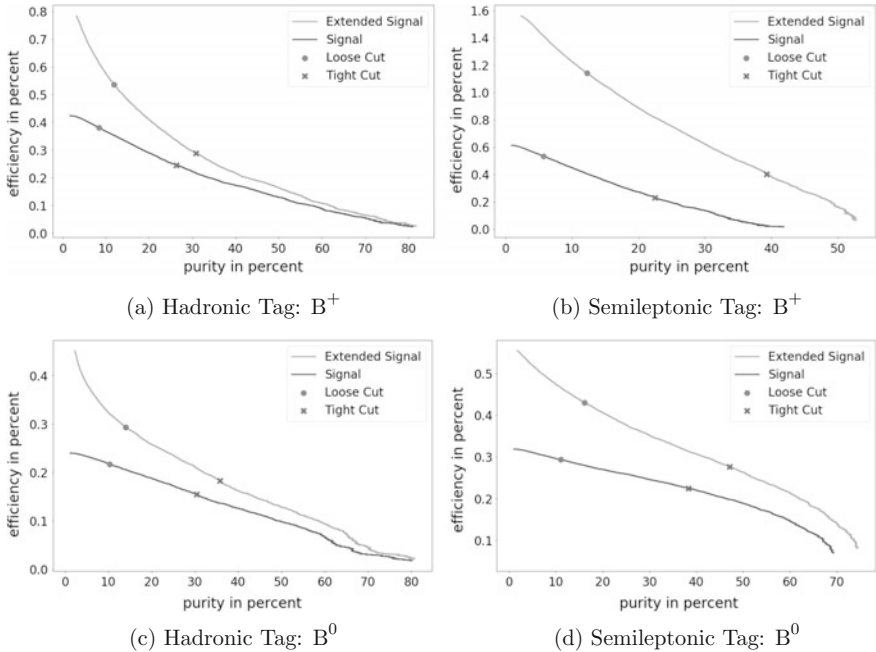 0.8
0.7
0.6
0.5
0.4
0.3
0.2
0.1
0.0
efficiency in percent
Extended Signal
Signal
Loose Cut
Tight Cut
0 10 20 30 40 50 60 70 80
purity in percent
(a) Hadronic Tag: B⁺
1.6
1.4
1.2
1.0
0.8
0.6
0.4
0.2
0.0
efficiency in percent
Extended Signal
Signal
Loose Cut
Tight Cut
0 10 20 30 40 50
purity in percent
(b) Semileptonic Tag: B⁺
0.4
0.3
0.2
0.1
0.0
efficiency in percent
Extended Signal
Signal
Loose Cut
Tight Cut
0 10 20 30 40 50 60 70 80
purity in percent
(c) Hadronic Tag: B⁰
0.5
0.4
0.3
0.2
0.1
efficiency in percent
Extended Signal
Signal
Loose Cut
Tight Cut
0 10 20 30 40 50 60 70
purity in percent
(d) Semileptonic Tag: B⁰